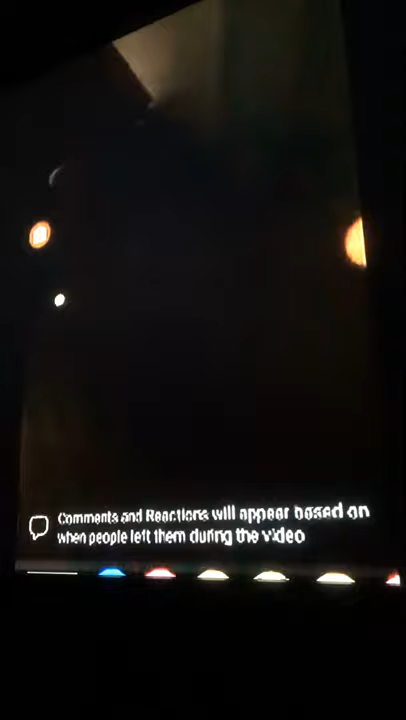 Comments and Reactions will appear based on
when people left them during the video